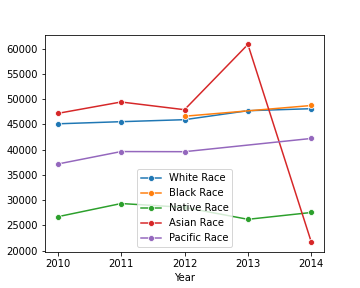 60000
55000
50000
45000
40000
35000
30000
25000
20000
White Race
Black Race
Native Race
Asian Race
Pacific Race
2010 2011 2012 2013 2014
Year